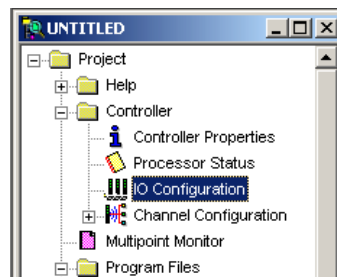 UNTITLED
Project
Help
Controller
Controller Properties
Processor Status
IO Configuration
Channel Configuration
Multipoint Monitor
Program Files